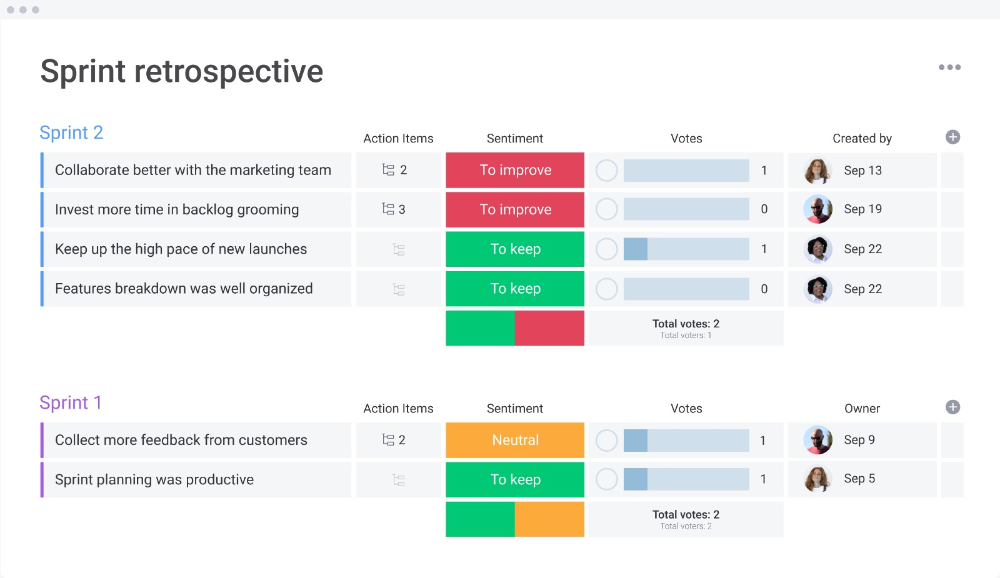 Sprint retrospective
Sprint 2
Action Items Sentiment Votes Created by
Collaborate better with the marketing team 2 To improve 1 Sep 13
Invest more time in backlog grooming 3 To improve 0 Sep 19
Keep up the high pace of new launches To keep 1 Sep 22
Features breakdown was well organized To keep 0 Sep 22
Total votes: 2
Total voters: 1
Sprint 1
Action Items Sentiment Votes Owner
Collect more feedback from customers 2 Neutral 1 Sep 9
Sprint planning was productive To keep 1 Sep 5
Total votes: 2
Total voters: 2